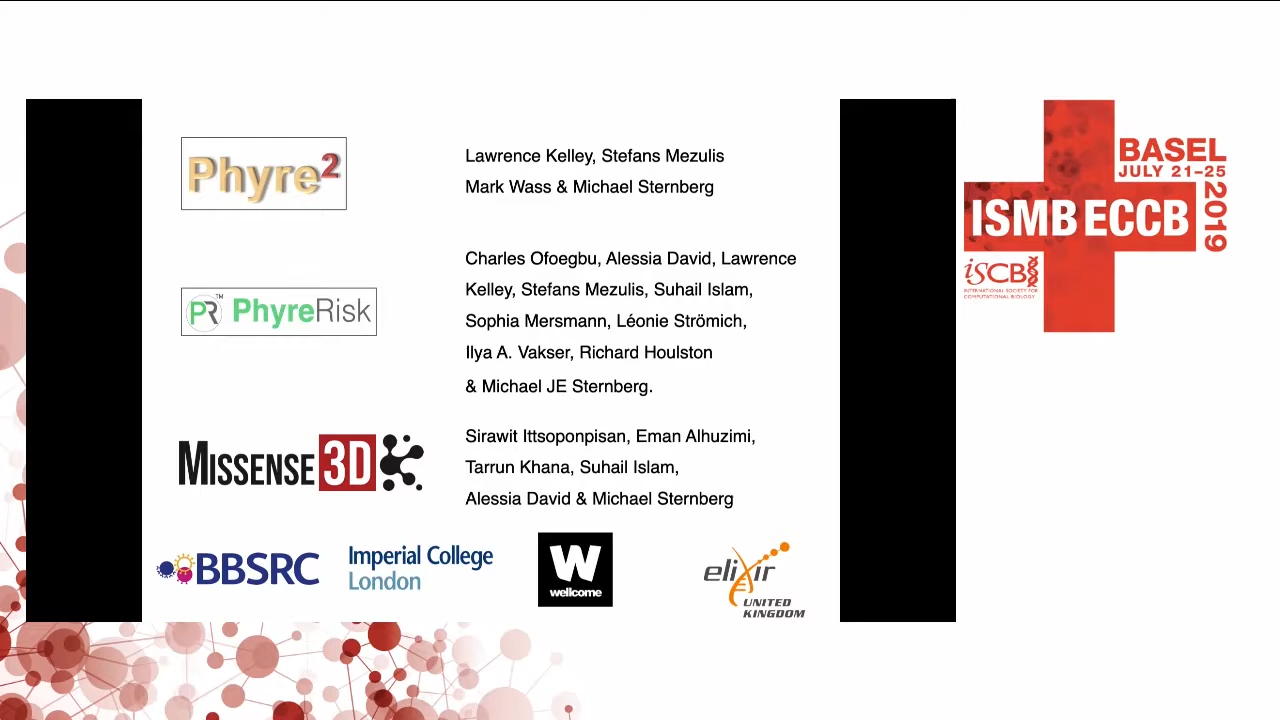 Phyre2
Lawrence Kelley, Stefans Mezulis
Mark Wass & Michael Sternberg
PR™ PhyreRisk
Charles Ofoegbu, Alessia David, Lawrence
Kelley, Stefans Mezulis, Suhail Islam,
Sophia Mersmann, Léonie Strömich,
Ilya A. Vakser, Richard Houlston
& Michael JE Sternberg.
MISSENSE 3D
Sirawit Ittsoponpisan, Eman Alhuzimi,
Tarrun Khana, Suhail Islam,
Alessia David & Michael Sternberg
BBSRC
Imperial College
London
W
wellcome
elixir
UNITED
KINGDOM
BASEL
JULY 21–25
2019
ISMB ECCB
ISCB
INTERNATIONAL SOCIETY FOR
COMPUTATIONAL BIOLOGY